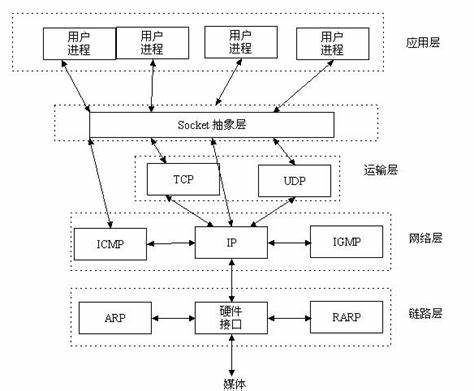 用户
进程
用户
进程
用户
进程
用户
进程
应用层
Socket 抽象层
TCP
UDP
运输层
ICMP
IP
IGMP
网络层
ARP
硬件
接口
RARP
链路层
媒体